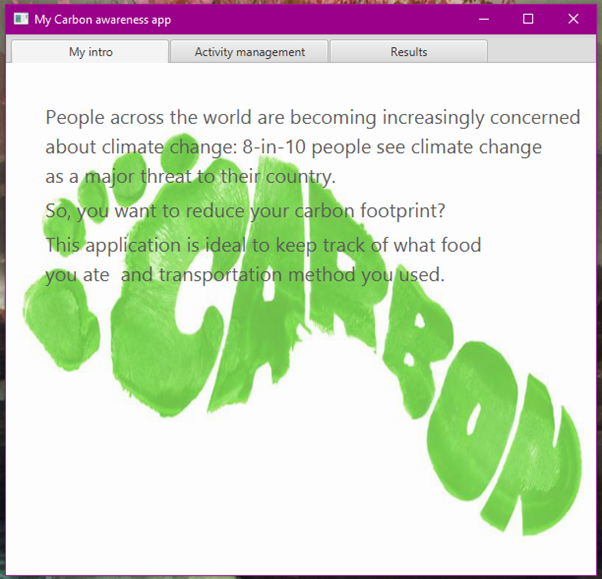 My Carbon awareness app
My intro
Activity management
Results
People across the world are becoming increasingly concerned
about climate change: 8-in-10 people see climate change
as a major threat to their country.
So, you want to reduce your carbon footprint?
This application is ideal to keep track of what food
you ate  and transportation method you used.
CARBON